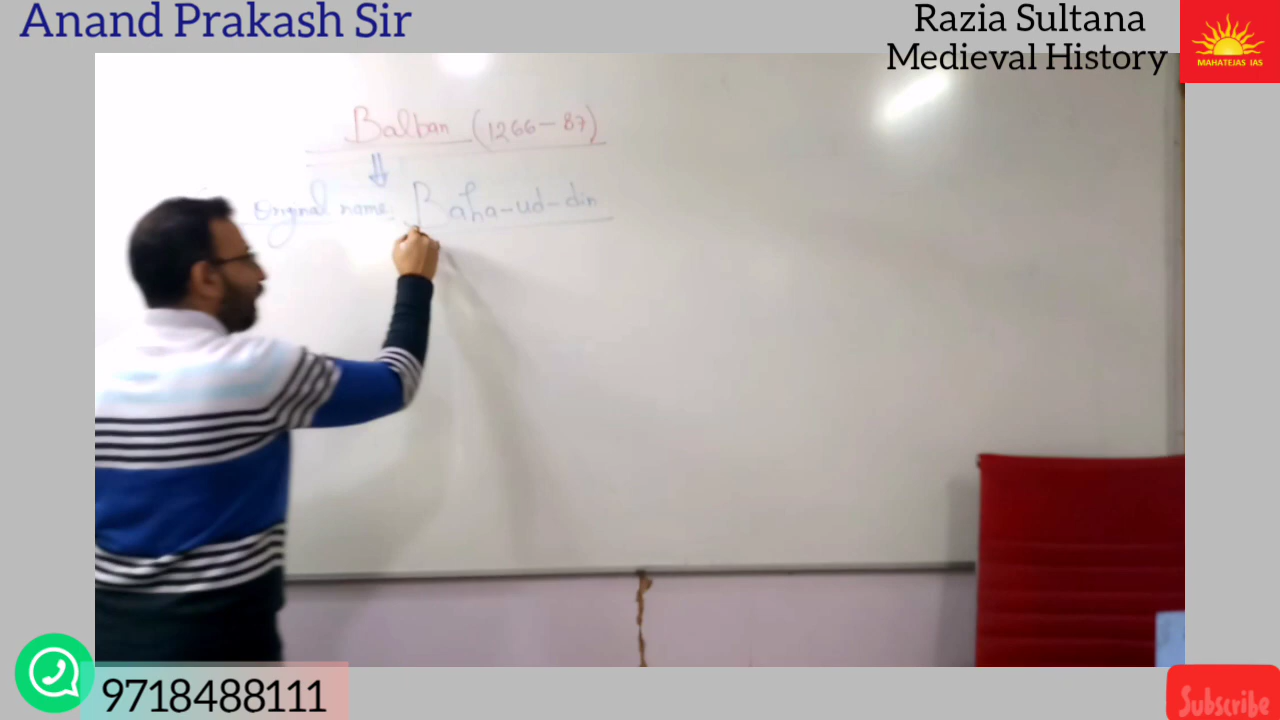 Anand Prakash Sir
Razia Sultana
Medieval History
MAHATEJAS IAS
Balban (1266-87)
Original name: Baha-ud-din
9718488111
Subscribe